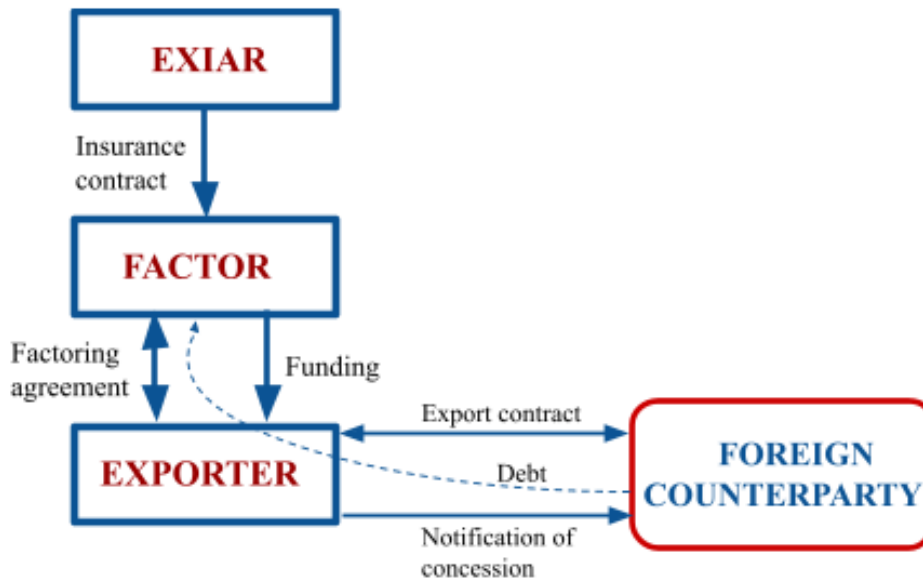 EXIAR
Insurance
contract
FACTOR
Factoring
agreement
Funding
Export contract
EXPORTER
FOREIGN
COUNTERPARTY
Debt
Notification of
concession